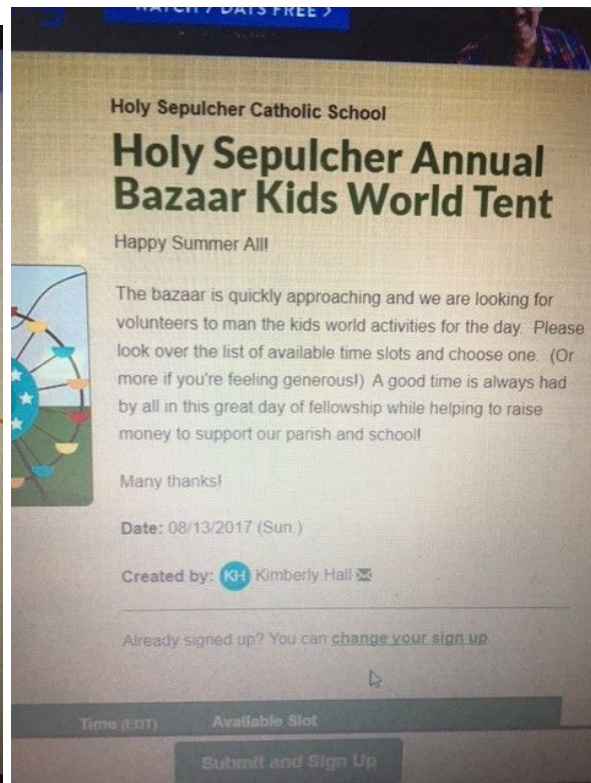 WATCH 7 DAYS FREE >
Holy Sepulcher Catholic School
Holy Sepulcher Annual
Bazaar Kids World Tent
Happy Summer All!
The bazaar is quickly approaching and we are looking for
volunteers to man the kids world activities for the day. Please
look over the list of available time slots and choose one. (Or
more if you're feeling generous!) A good time is always had
by all in this great day of fellowship while helping to raise
money to support our parish and school!
Many thanks!
Date: 08/13/2017 (Sun.)
Created by: KH Kimberly Hall
Already signed up? You can change your sign up
Time (EDT) Available Slot
Submit and Sign Up